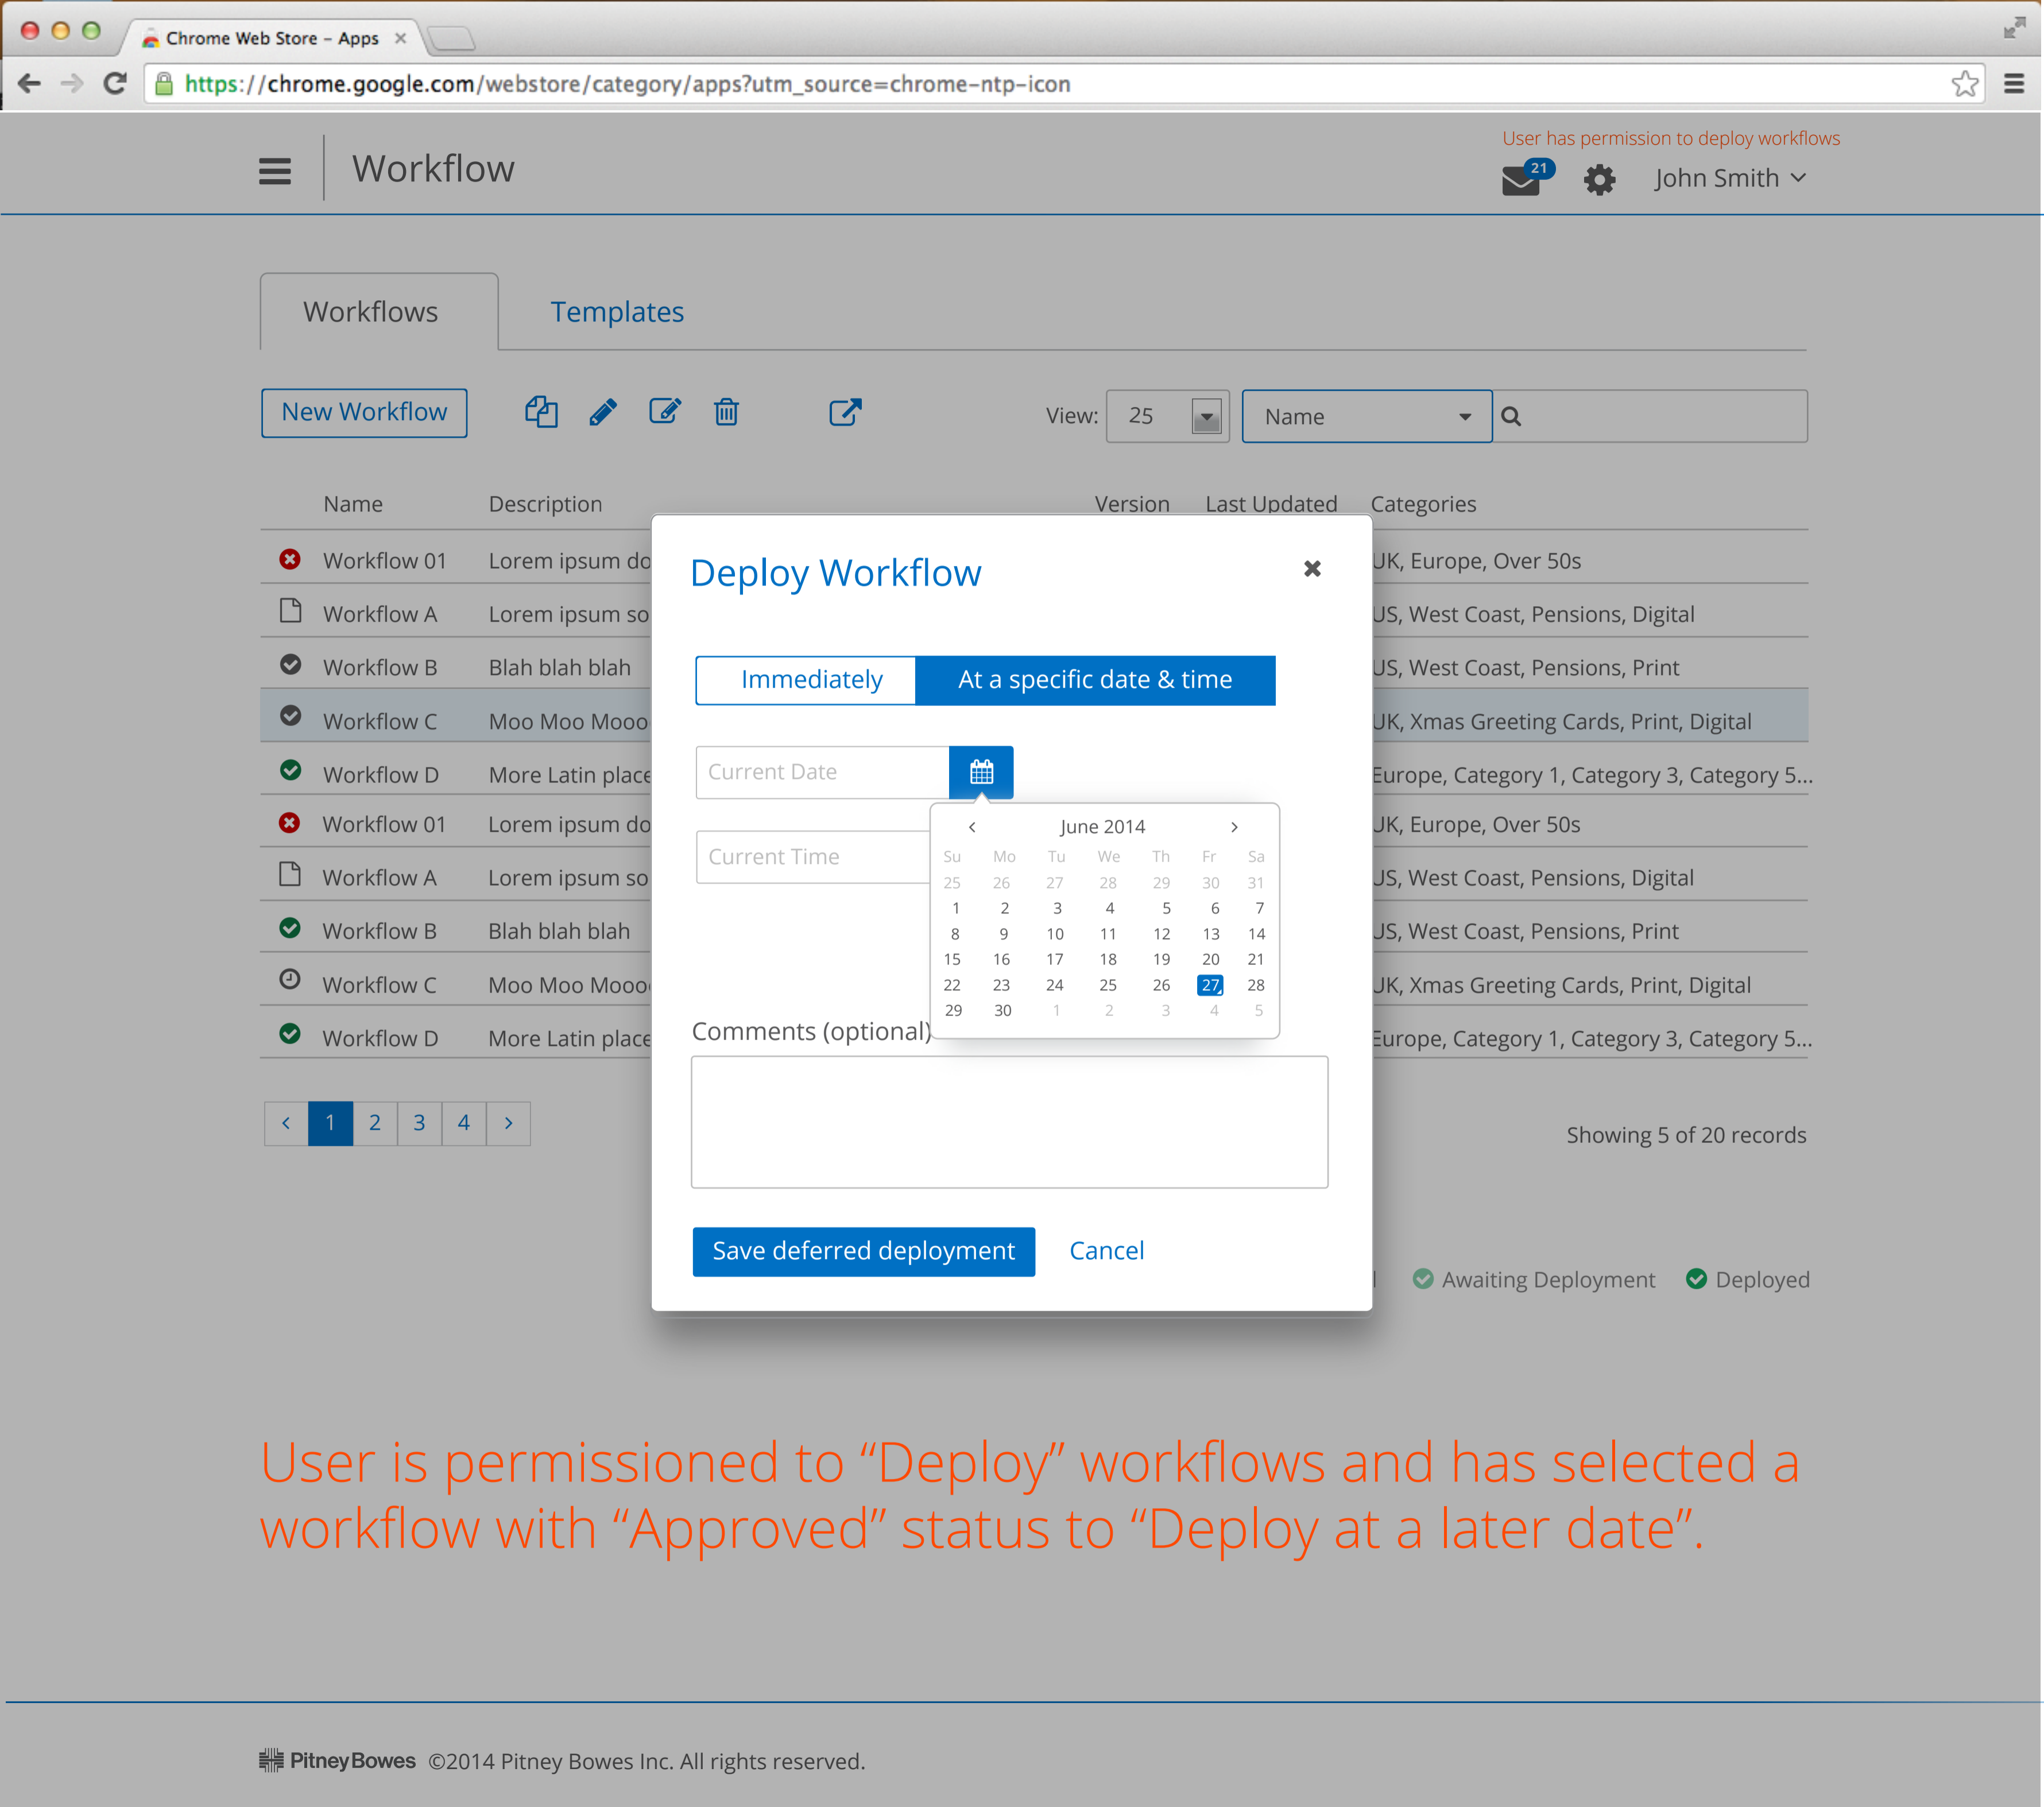 Chrome Web Store – Apps
https://chrome.google.com/webstore/category/apps?utm_source=chrome-ntp-icon
User has permission to deploy workflows
Workflow
21
John Smith
Workflows
Templates
New Workflow
View: 25
Name
Name Description Version Last Updated Categories
Workflow 01 Lorem ipsum do UK, Europe, Over 50s
Workflow A Lorem ipsum so US, West Coast, Pensions, Digital
Workflow B Blah blah blah US, West Coast, Pensions, Print
Workflow C Moo Moo Mooo UK, Xmas Greeting Cards, Print, Digital
Workflow D More Latin place Europe, Category 1, Category 3, Category 5...
Workflow 01 Lorem ipsum do UK, Europe, Over 50s
Workflow A Lorem ipsum so US, West Coast, Pensions, Digital
Workflow B Blah blah blah US, West Coast, Pensions, Print
Workflow C Moo Moo Mooo UK, Xmas Greeting Cards, Print, Digital
Workflow D More Latin place Europe, Category 1, Category 3, Category 5...
1 2 3 4
Showing 5 of 20 records
Awaiting Deployment Deployed
Deploy Workflow
Immediately At a specific date & time
Current Date
Current Time
June 2014
Su Mo Tu We Th Fr Sa
25 26 27 28 29 30 31
1 2 3 4 5 6 7
8 9 10 11 12 13 14
15 16 17 18 19 20 21
22 23 24 25 26 27 28
29 30 1 2 3 4 5
Comments (optional)
Save deferred deployment Cancel
User is permissioned to “Deploy” workflows and has selected a
workflow with “Approved” status to “Deploy at a later date”.
PitneyBowes ©2014 Pitney Bowes Inc. All rights reserved.